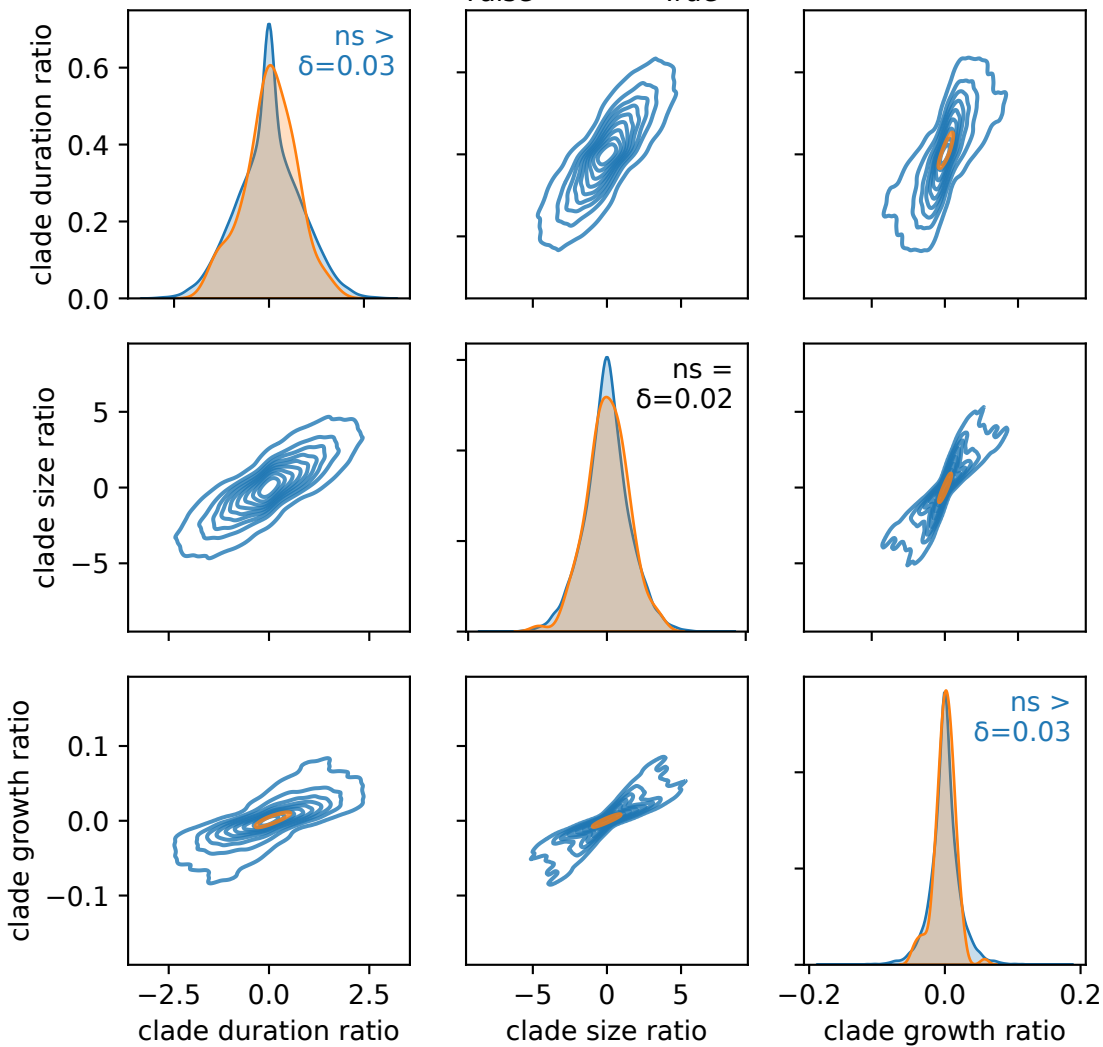 clade duration ratio
0.6
0.4
0.2
0.0
ns >
δ=0.03
clade size ratio
5
0
−5
ns =
δ=0.02
clade growth ratio
0.1
0.0
−0.1
ns >
δ=0.03
−2.5 0.0 2.5
−5 0 5
−0.2 0.0 0.2
clade duration ratio
clade size ratio
clade growth ratio